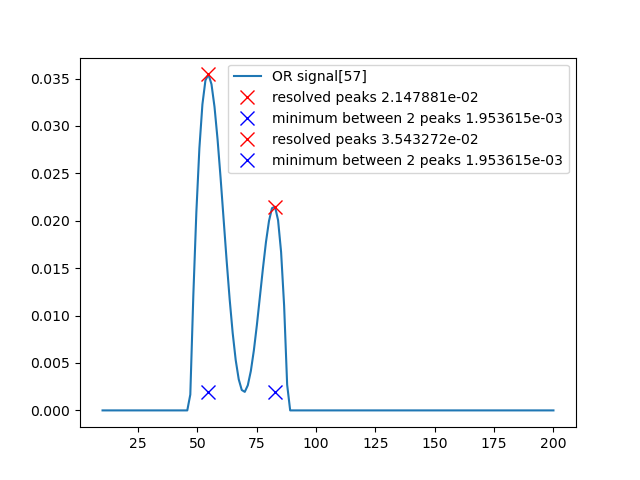 OR signal[57]
resolved peaks 2.147881e-02
minimum between 2 peaks 1.953615e-03
resolved peaks 3.543272e-02
minimum between 2 peaks 1.953615e-03
0.035
0.030
0.025
0.020
0.015
0.010
0.005
0.000
25 50 75 100 125 150 175 200